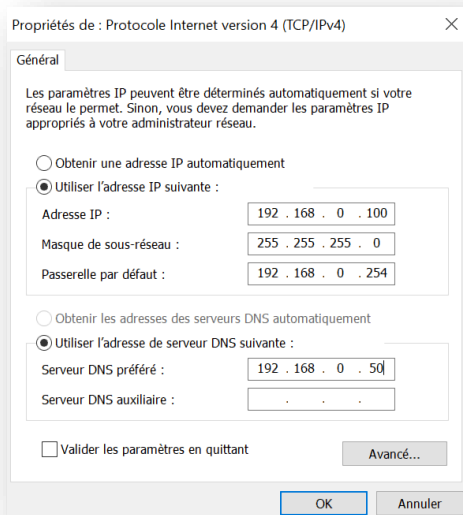 Propriétés de : Protocole Internet version 4 (TCP/IPv4)
Général
Les paramètres IP peuvent être déterminés automatiquement si votre
réseau le permet. Sinon, vous devez demander les paramètres IP
appropriés à votre administrateur réseau.
Obtenir une adresse IP automatiquement
Utiliser l'adresse IP suivante :
Adresse IP : 192 . 168 . 0 . 100
Masque de sous-réseau : 255 . 255 . 255 . 0
Passerelle par défaut : 192 . 168 . 0 . 254
Obtenir les adresses des serveurs DNS automatiquement
Utiliser l'adresse de serveur DNS suivante :
Serveur DNS préféré : 192 . 168 . 0 . 50
Serveur DNS auxiliaire : . . .
Valider les paramètres en quittant
Avancé...
OK Annuler